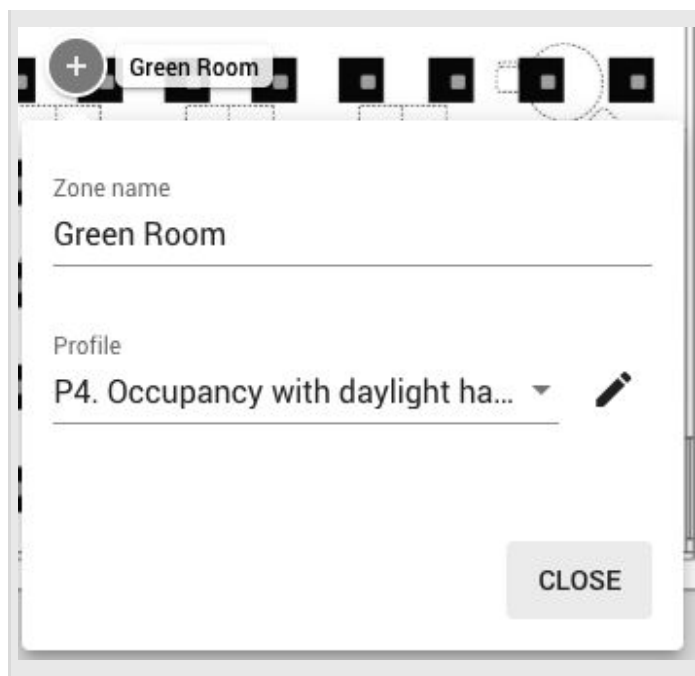 Green Room
Zone name
Green Room
Profile
P4. Occupancy with daylight ha...
CLOSE